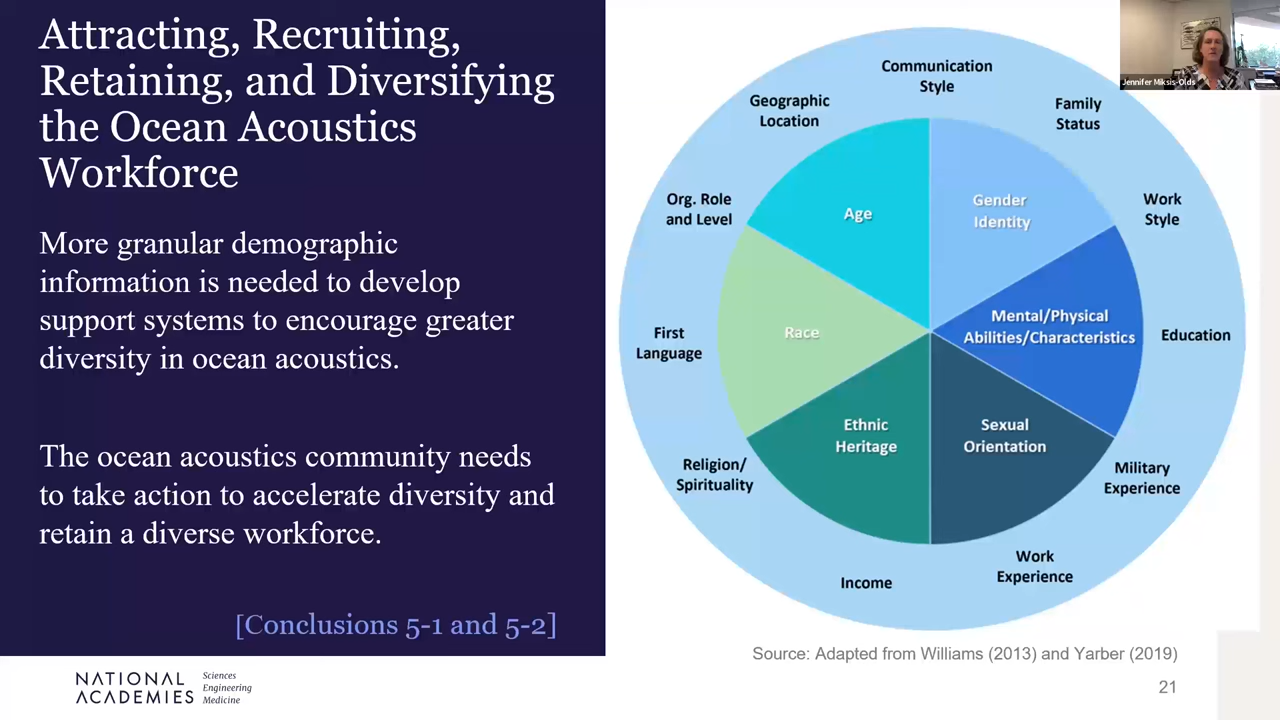 Attracting, Recruiting,
Retaining, and Diversifying
the Ocean Acoustics
Workforce
More granular demographic
information is needed to develop
support systems to encourage greater
diversity in ocean acoustics.
The ocean acoustics community needs
to take action to accelerate diversity and
retain a diverse workforce.
[Conclusions 5-1 and 5-2]
NATIONAL
ACADEMIES
Sciences
Engineering
Medicine
Communication
Style
Family
Status
Work
Style
Education
Military
Experience
Work
Experience
Income
Religion/
Spirituality
First
Language
Org. Role
and Level
Geographic
Location
Age
Gender
Identity
Mental/Physical
Abilities/Characteristics
Sexual
Orientation
Ethnic
Heritage
Race
Jennifer Miksis-Olds
Source: Adapted from Williams (2013) and Yarber (2019)
21